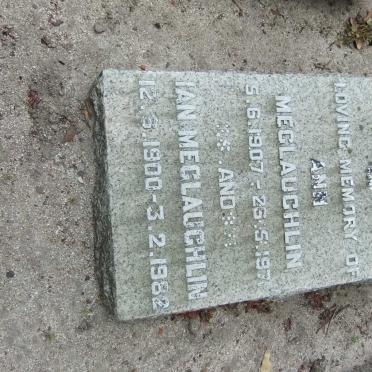 LOVING MEMORY OF
ANN
MEGLAUCHLIN
5.6.1907-26.5.197
AND
IAN MEGLAUCHLIN
12.9.1900-3.2.1982